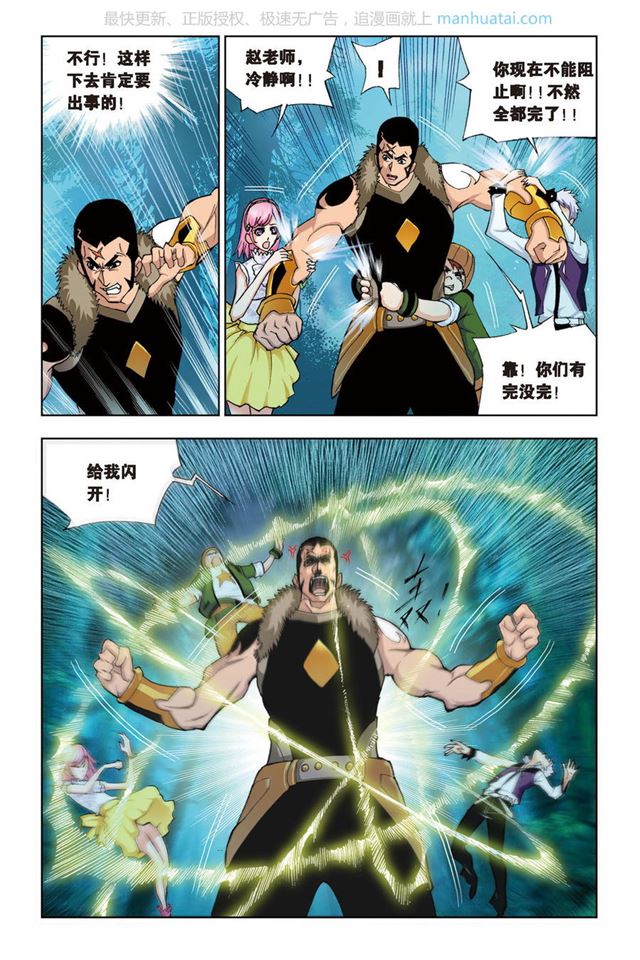 最快更新、正版授权、极速无广告，追漫画就上 manhuatai.com
不行！这样
下去肯定要
出事的！
赵老师，
冷静啊！！
！
你现在不能阻
止啊！！不然
全都完了！！
靠！你们有
完没完！
给我闪
开！